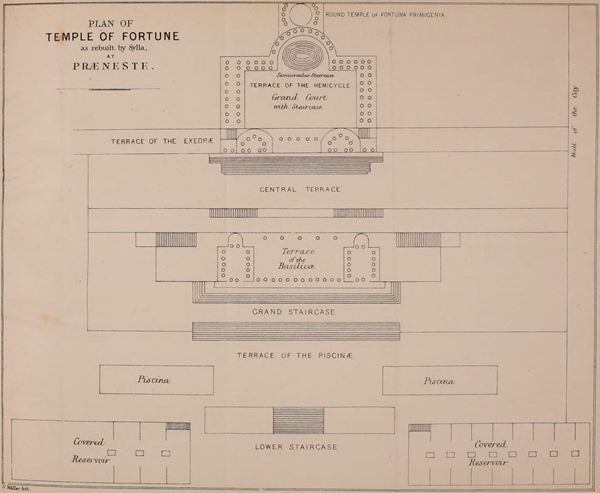 PLAN OF
TEMPLE OF FORTUNE
as rebuilt by Sylla,
AT
PRÆNESTE.
ROUND TEMPLE OF FORTUNA PRIMIGENIA.
Semicircular Staircase
TERRACE OF THE HEMICYCLE
Grand Court
with Staircase
Wall of the City
TERRACE OF THE EXEDRÆ
CENTRAL TERRACE
Terrace
of the
Basilicæ
GRAND STAIRCASE
TERRACE OF THE PISCINÆ
Piscina
Piscina
Covered
Reservoir
LOWER STAIRCASE
Covered
Reservoir